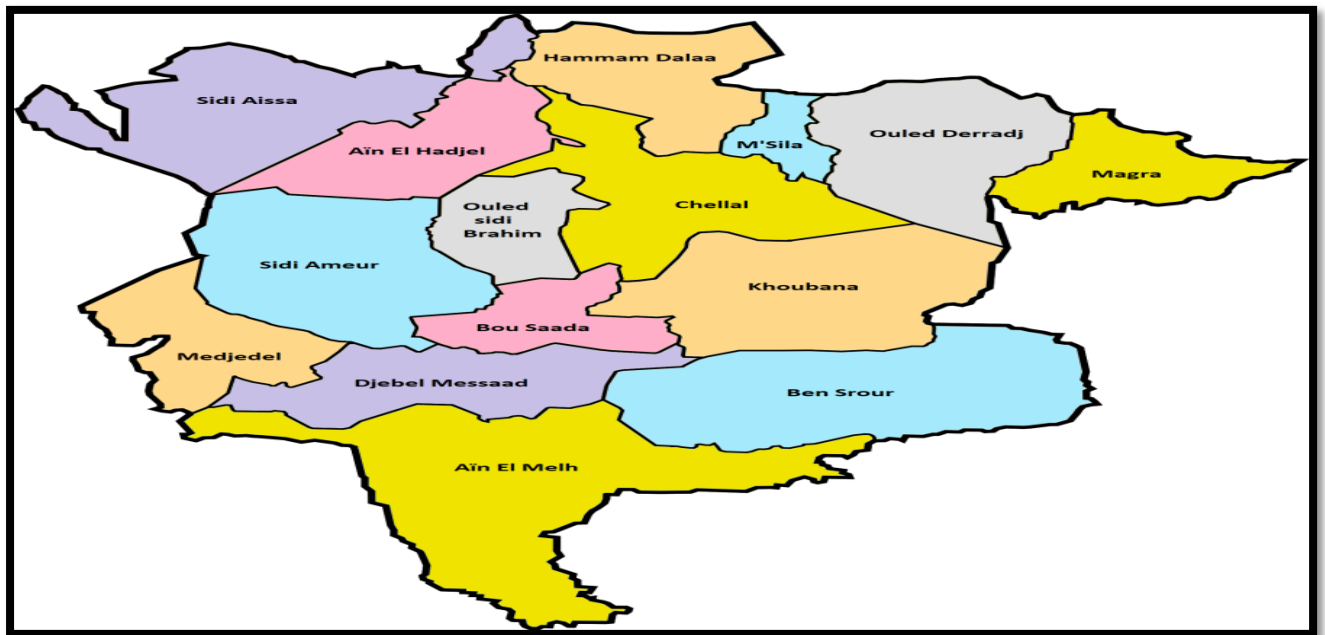 Hammam Dalaa
Sidi Aissa
Ouled Derradj
M'Sila
Aïn El Hadjel
Magra
Ouled
sidi
Brahim
Chellal
Sidi Ameur
Khoubana
Bou Saada
Medjedel
Djebel Messaad
Ben Srour
Aïn El Melh